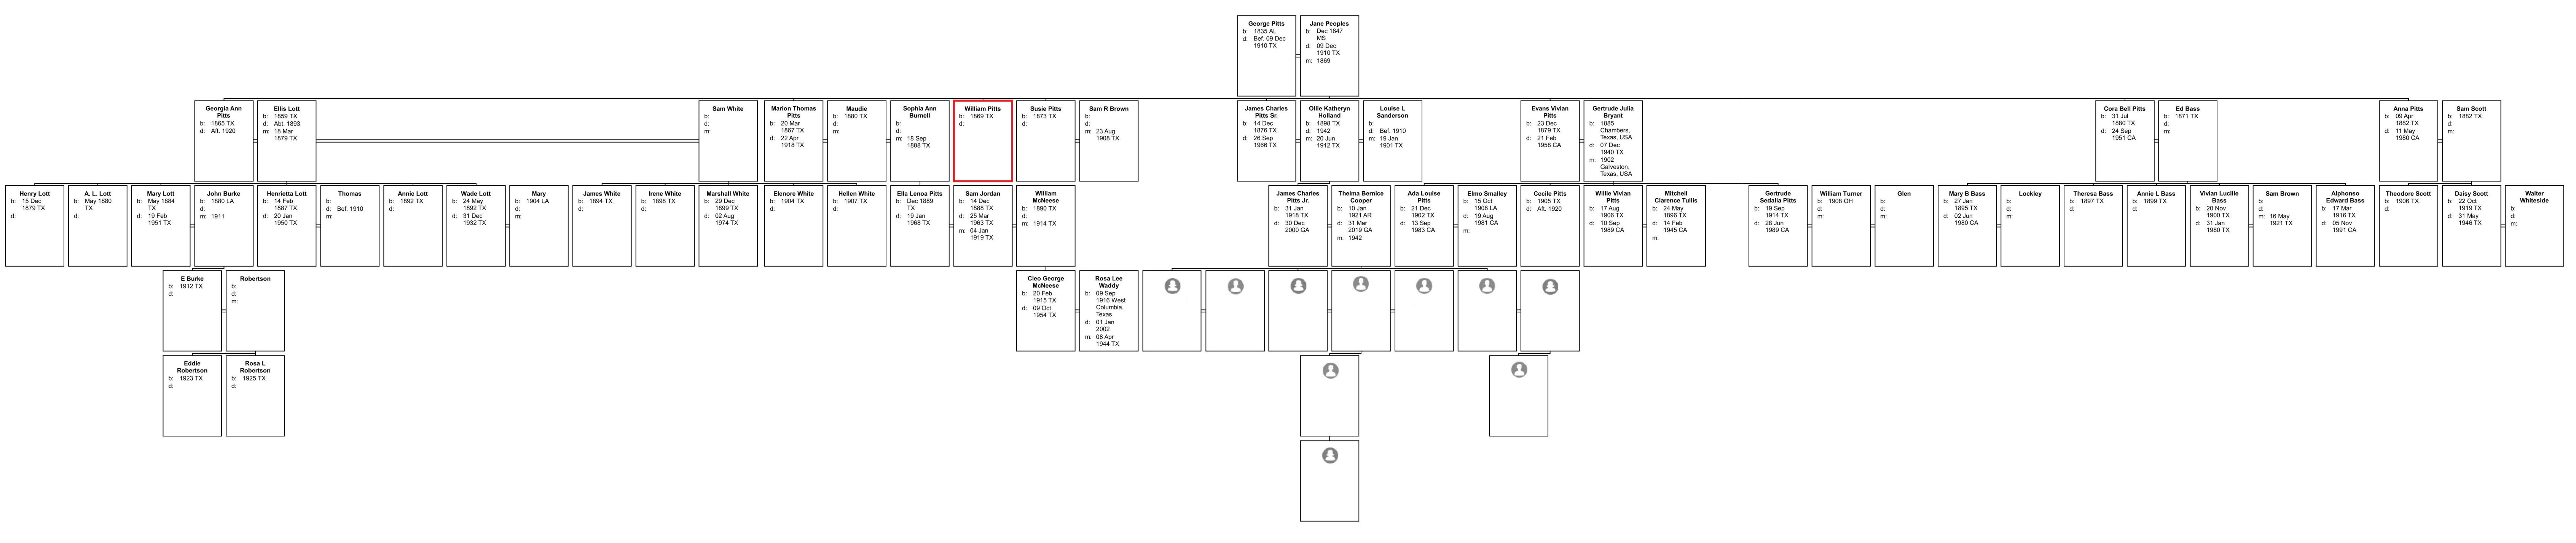 George Pitts
b: 1835 AL
d: Bef. 09 Dec
1910 TX
Jane Peoples
b: Dec 1847
MS
d: 09 Dec
1910 TX
m: 1869
Georgia Ann
Pitts
b: 1865 TX
d: Aft. 1920
Ellis Lott
b: 1859 TX
d: Abt. 1893
m: 18 Mar
1879 TX
Sam White
b:
d:
m:
Marion Thomas
Pitts
b: 20 Mar
1867 TX
d: 22 Apr
1918 TX
Maudie
b: 1880 TX
d:
m:
Sophia Ann
Burnell
b:
d:
m: 18 Sep
1888 TX
William Pitts
b: 1869 TX
d:
Susie Pitts
b: 1873 TX
d:
Sam R Brown
b:
d:
m: 23 Aug
1908 TX
James Charles
Pitts Sr.
b: 14 Dec
1876 TX
d: 26 Sep
1966 TX
Ollie Katheryn
Holland
b: 1898 TX
d: 1942
m: 20 Jun
1912 TX
Louise L
Sanderson
b:
d: Bef. 1910
m: 19 Jan
1901 TX
Evans Vivian
Pitts
b: 23 Dec
1879 TX
d: 21 Feb
1958 CA
Gertrude Julia
Bryant
b: 1885
Chambers,
Texas, USA
d: 07 Dec
1940 TX
m: 1902
Galveston,
Texas, USA
Cora Bell Pitts
b: 31 Jul
1880 TX
d: 24 Sep
1951 CA
Ed Bass
b: 1871 TX
d:
m:
Anna Pitts
b: 09 Apr
1882 TX
d: 11 May
1980 CA
Sam Scott
b: 1882 TX
d:
m:
Henry Lott
b: 15 Dec
1879 TX
d:
A. L. Lott
b: May 1880
TX
d:
Mary Lott
b: May 1884
TX
d: 19 Feb
1951 TX
John Burke
b: 1880 LA
d:
m: 1911
Henrietta Lott
b: 14 Feb
1887 TX
d: 20 Jan
1950 TX
Thomas
b:
d: Bef. 1910
m:
Annie Lott
b: 1892 TX
d:
Wade Lott
b: 24 May
1892 TX
d: 31 Dec
1932 TX
Mary
b: 1904 LA
d:
m:
James White
b: 1894 TX
d:
Irene White
b: 1898 TX
d:
Marshall White
b: 29 Dec
1899 TX
d: 02 Aug
1974 TX
Elenore White
b: 1904 TX
d:
Hellen White
b: 1907 TX
d:
Ella Lenoa Pitts
b: Dec 1889
TX
d: 19 Jan
1968 TX
Sam Jordan
b: 14 Dec
1888 TX
d: 25 Mar
1963 TX
m: 04 Jan
1919 TX
William
McNeese
b: 1890 TX
d:
m: 1914 TX
James Charles
Pitts Jr.
b: 31 Jan
1918 TX
d: 30 Dec
2000 GA
Thelma Bernice
Cooper
b: 10 Jan
1921 AR
d: 31 Mar
2019 GA
m: 1942
Ada Louise
Pitts
b: 21 Dec
1902 TX
d: 13 Sep
1983 CA
Elmo Smalley
b: 15 Oct
1908 LA
d: 19 Aug
1981 CA
m:
Cecile Pitts
b: 1905 TX
d: Aft. 1920
Willie Vivian
Pitts
b: 17 Aug
1906 TX
d: 10 Sep
1989 CA
Mitchell
Clarence Tullis
b: 24 May
1896 TX
d: 14 Feb
1945 CA
m:
Gertrude
Sedalia Pitts
b: 19 Sep
1914 TX
d: 28 Jun
1989 CA
William Turner
b: 1908 OH
d:
m:
Glen
b:
d:
m:
Mary B Bass
b: 27 Jan
1895 TX
d: 02 Jun
1980 CA
Lockley
b:
d:
m:
Theresa Bass
b: 1897 TX
d:
Annie L Bass
b: 1899 TX
d:
Vivian Lucille
Bass
b: 20 Nov
1900 TX
d: 31 Jan
1980 TX
Sam Brown
b:
d:
m: 16 May
1921 TX
Alphonso
Edward Bass
b: 17 Mar
1916 TX
d: 05 Nov
1991 CA
Theodore Scott
b: 1906 TX
d:
Daisy Scott
b: 22 Oct
1919 TX
d: 31 May
1946 TX
Walter
Whiteside
b:
d:
m:
E Burke
b: 1912 TX
d:
Robertson
b:
d:
m:
Cleo George
McNeese
b: 20 Feb
1915 TX
d: 09 Oct
1954 TX
Rosa Lee
Waddy
b: 09 Sep
1916 West
Columbia,
Texas
d: 01 Jan
2002
m: 08 Apr
1944 TX
Eddie
Robertson
b: 1923 TX
d:
Rosa L
Robertson
b: 1925 TX
d: